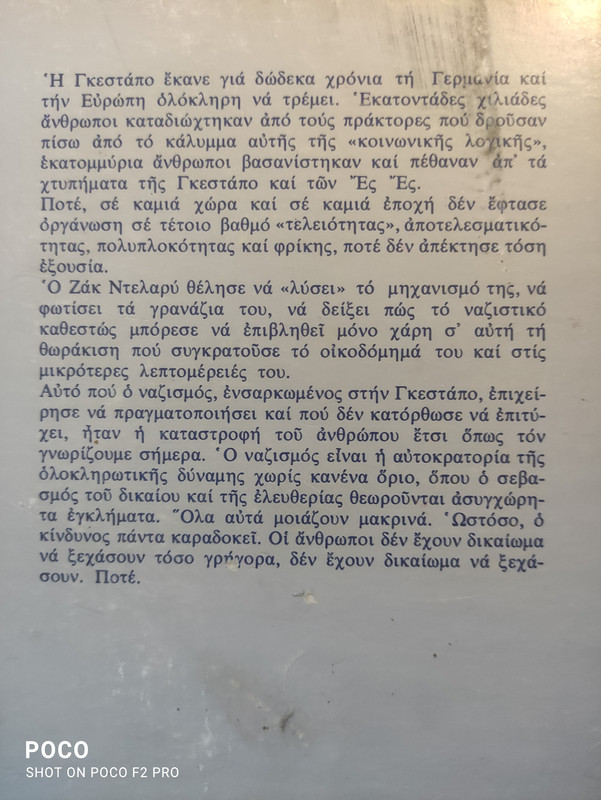 Ἡ Γκεστάπο ἔκανε γιά δώδεκα χρόνια τή Γερμανία καί
τήν Εὐρώπη ὁλόκληρη νά τρέμει. Ἑκατοντάδες χιλιάδες
ἄνθρωποι καταδιώχτηκαν ἀπό τούς πράκτορες πού δροῦσαν
πίσω ἀπό τό κάλυμμα αὐτῆς τῆς «κοινωνικῆς λογικῆς»,
ἑκατομμύρια ἄνθρωποι βασανίστηκαν καί πέθαναν ἀπ' τά
χτυπήματα τῆς Γκεστάπο καί τῶν Ἔς Ἔς.
Ποτέ, σέ καμιά χώρα καί σέ καμιά ἐποχή δέν ἔφτασε
ὀργάνωση σέ τέτοιο βαθμό «τελειότητας», ἀποτελεσματικό-
τητας, πολυπλοκότητας καί φρίκης, ποτέ δέν ἀπέκτησε τόση
ἐξουσία.
Ὁ Ζάκ Ντελαρύ θέλησε νά «λύσει» τό μηχανισμό της, νά
φωτίσει τά γρανάζια του, νά δείξει πώς τό ναζιστικό
καθεστώς μπόρεσε νά ἐπιβληθεῖ μόνο χάρη σ' αὐτή τή
θωράκιση πού συγκρατοῦσε τό οἰκοδόμημά του καί στίς
μικρότερες λεπτομέρειές του.
Αὐτό πού ὁ ναζισμός, ἐνσαρκωμένος στήν Γκεστάπο, ἐπιχεί-
ρησε νά πραγματοποιήσει καί πού δέν κατόρθωσε νά ἐπιτύ-
χει, ἦταν ἡ καταστροφή τοῦ ἀνθρώπου ἔτσι ὅπως τόν
γνωρίζουμε σήμερα. Ὁ ναζισμός εἶναι ἡ αὐτοκρατορία τῆς
ὁλοκληρωτικῆς δύναμης χωρίς κανένα ὅριο, ὅπου ὁ σεβα-
σμός τοῦ δικαίου καί τῆς ἐλευθερίας θεωροῦνται ἀσυγχώρη-
τα ἐγκλήματα. Ὅλα αὐτά μοιάζουν μακρινά. Ὡστόσο, ὁ
κίνδυνος πάντα καραδοκεῖ. Οἱ ἄνθρωποι δέν ἔχουν δικαίωμα
νά ξεχάσουν τόσο γρήγορα, δέν ἔχουν δικαίωμα νά ξεχά-
σουν. Ποτέ.
POCO
SHOT ON POCO F2 PRO